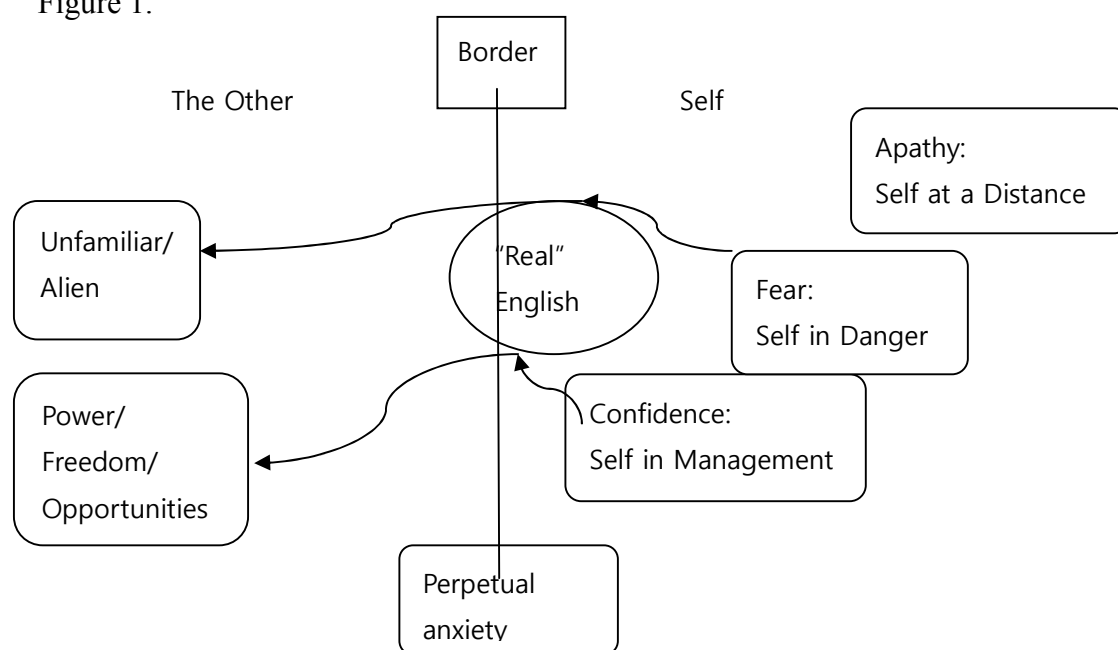 Figure 1.
Border
The Other
Self
Apathy:
Self at a Distance
Unfamiliar/
Alien
"Real"
English
Fear:
Self in Danger
Power/
Freedom/
Opportunities
Confidence:
Self in Management
Perpetual
anxiety